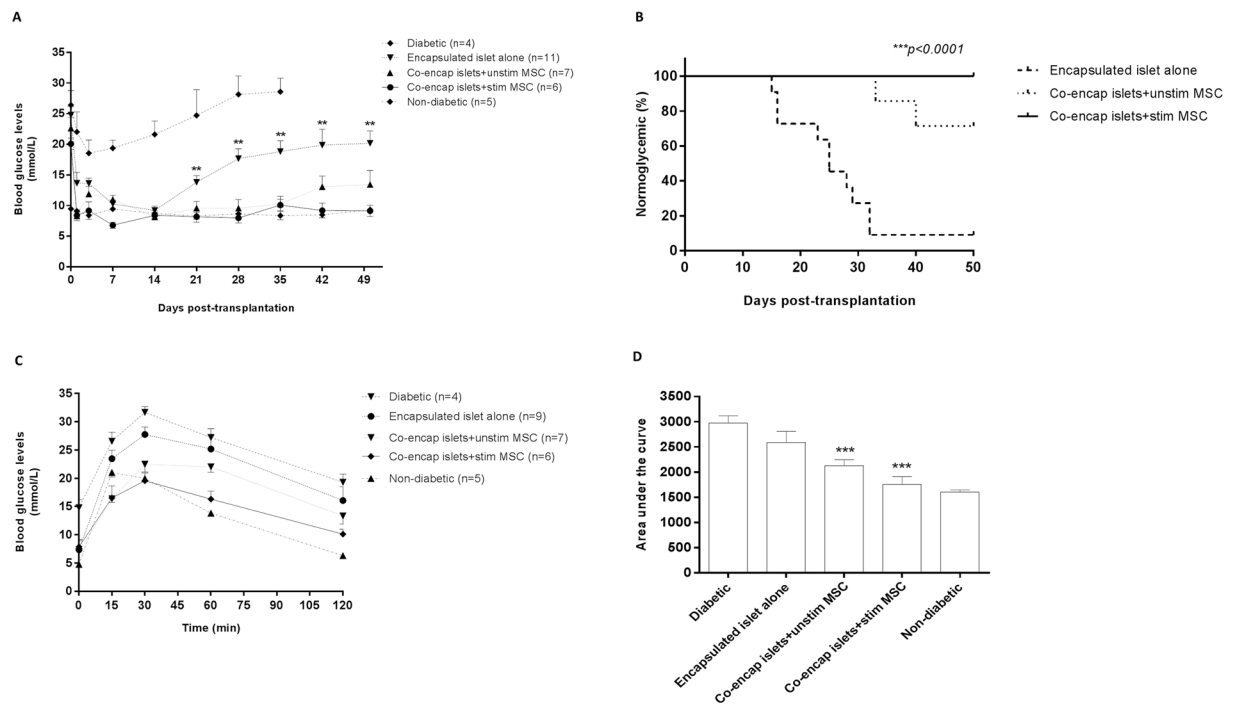 A
Blood glucose levels
(mmol/L)
35
30
25
20
15
10
5
0
0 7 14 21 28 35 42 49
Days post-transplantation
** ** ** ** **
Diabetic (n=4)
Encapsulated islet alone (n=11)
Co-encap islets+unstim MSC (n=7)
Co-encap islets+stim MSC (n=6)
Non-diabetic (n=5)
B
***p<0.0001
Normoglycemic (%)
100
80
60
40
20
0
0 10 20 30 40 50
Days post-transplantation
Encapsulated islet alone
Co-encap islets+unstim MSC
Co-encap islets+stim MSC
C
Blood glucose levels
(mmol/L)
35
30
25
20
15
10
5
0
0 15 30 45 60 75 90 105 120
Time (min)
Diabetic (n=4)
Encapsulated islet alone (n=9)
Co-encap islets+unstim MSC (n=7)
Co-encap islets+stim MSC (n=6)
Non-diabetic (n=5)
D
Area under the curve
3500
3000
2500
2000
1500
1000
500
0
*** ***
Diabetic
Encapsulated islet alone
Co-encap islets+unstim MSC
Co-encap islets+stim MSC
Non-diabetic